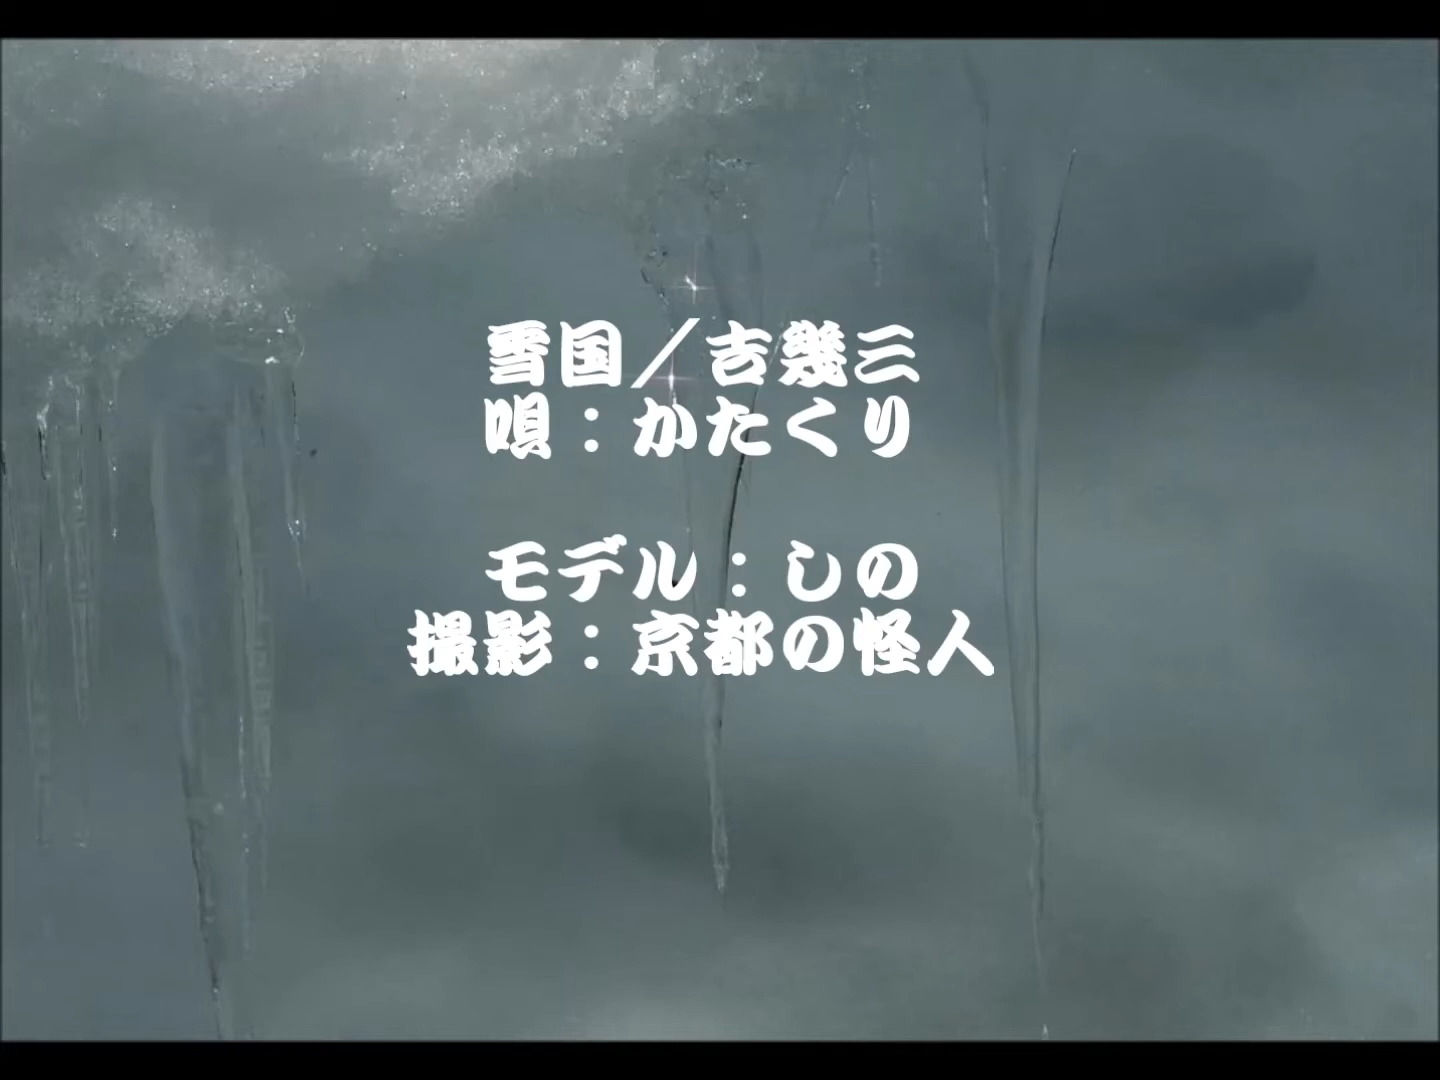 雪国／吉幾三
唄：かたくり
モデル：しの
撮影：京都の怪人